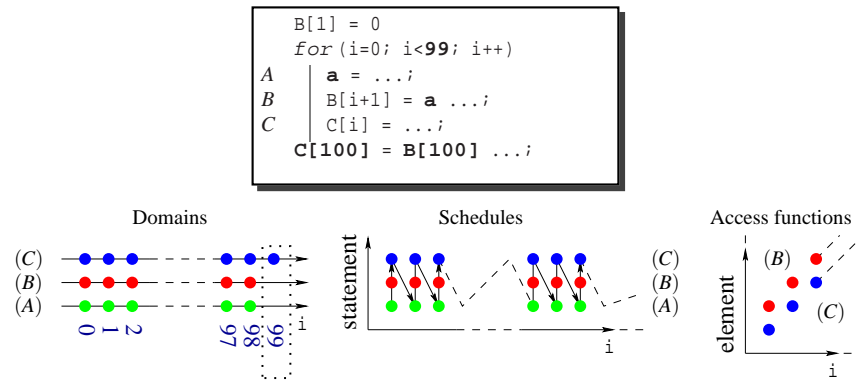 B[1] = 0
for (i=0; i<99; i++)
A a = ...;
B B[i+1] = a ...;
C C[i] = ...;
C[100] = B[100] ...;
Domains
(C)
(B)
(A)
i
0 1 2 97 98 99
Schedules
statement
i
(C)
(B)
(A)
Access functions
element
(B)
(C)
i